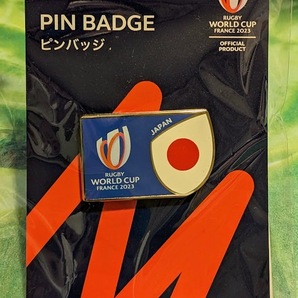 PIN BADGE
ピンバッジ
RUGBY
WORLD CUP
FRANCE 2023
OFFICIAL
PRODUCT
RUGBY
WORLD CUP
FRANCE 2023
JAPAN